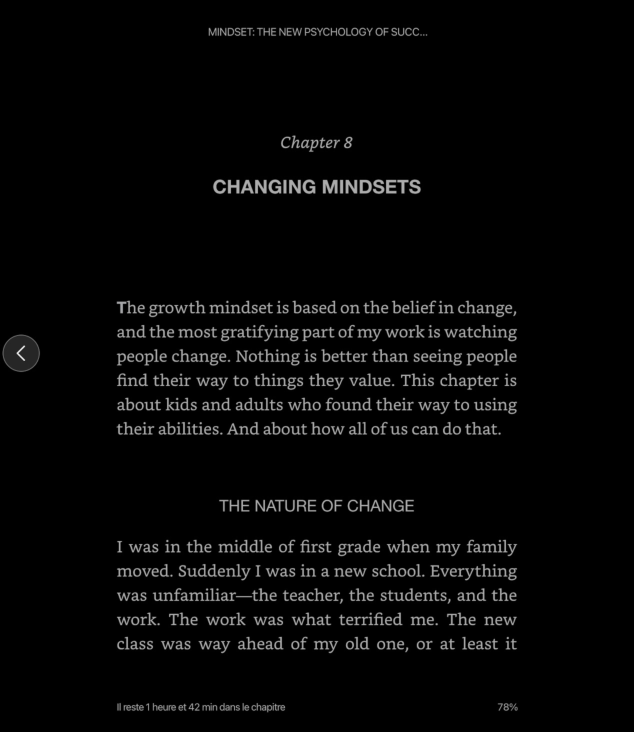 MINDSET: THE NEW PSYCHOLOGY OF SUCC...
Chapter 8
CHANGING MINDSETS
The growth mindset is based on the belief in change,
and the most gratifying part of my work is watching
people change. Nothing is better than seeing people
find their way to things they value. This chapter is
about kids and adults who found their way to using
their abilities. And about how all of us can do that.
THE NATURE OF CHANGE
I was in the middle of first grade when my family
moved. Suddenly I was in a new school. Everything
was unfamiliar—the teacher, the students, and the
work. The work was what terrified me. The new
class was way ahead of my old one, or at least it
Il reste 1 heure et 42 min dans le chapitre
78%